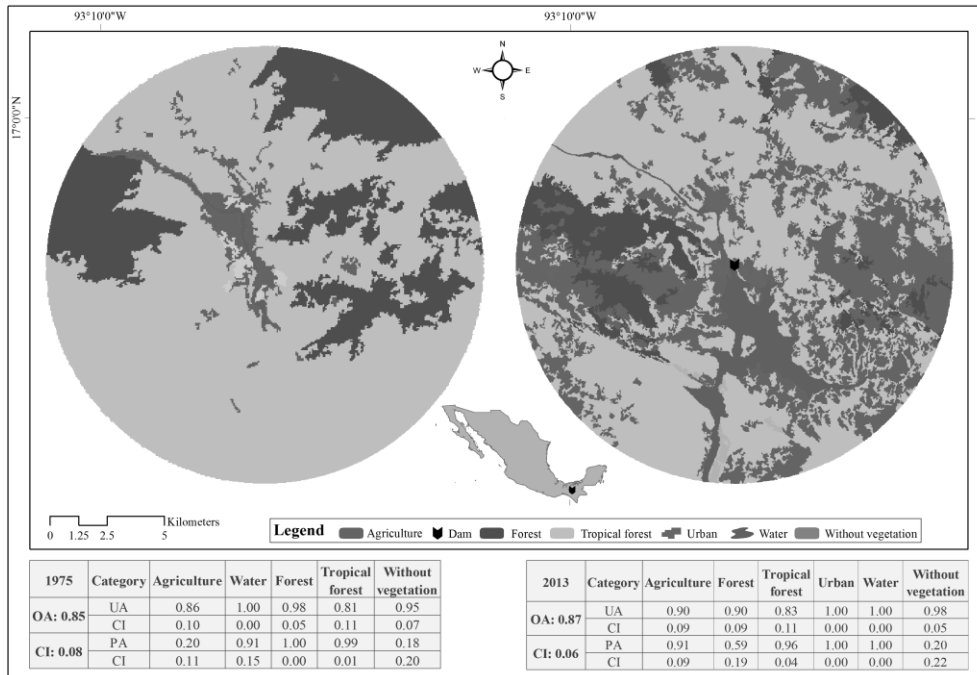 93°10'0"W 93°10'0"W
17°0'0"N
N
W E
S
0 1.25 2.5 5 Kilometers
Legend Agriculture Dam Forest Tropical forest Urban Water Without vegetation
1975 Category Agriculture Water Forest Tropical forest Without vegetation
OA: 0.85 UA 0.86 1.00 0.98 0.81 0.95
CI 0.10 0.00 0.05 0.11 0.07
CI: 0.08 PA 0.20 0.91 1.00 0.99 0.18
CI 0.11 0.15 0.00 0.01 0.20
2013 Category Agriculture Forest Tropical forest Urban Water Without vegetation
OA: 0.87 UA 0.90 0.90 0.83 1.00 1.00 0.98
CI 0.09 0.09 0.11 0.00 0.00 0.05
CI: 0.06 PA 0.91 0.59 0.96 1.00 1.00 0.20
CI 0.09 0.19 0.04 0.00 0.00 0.22